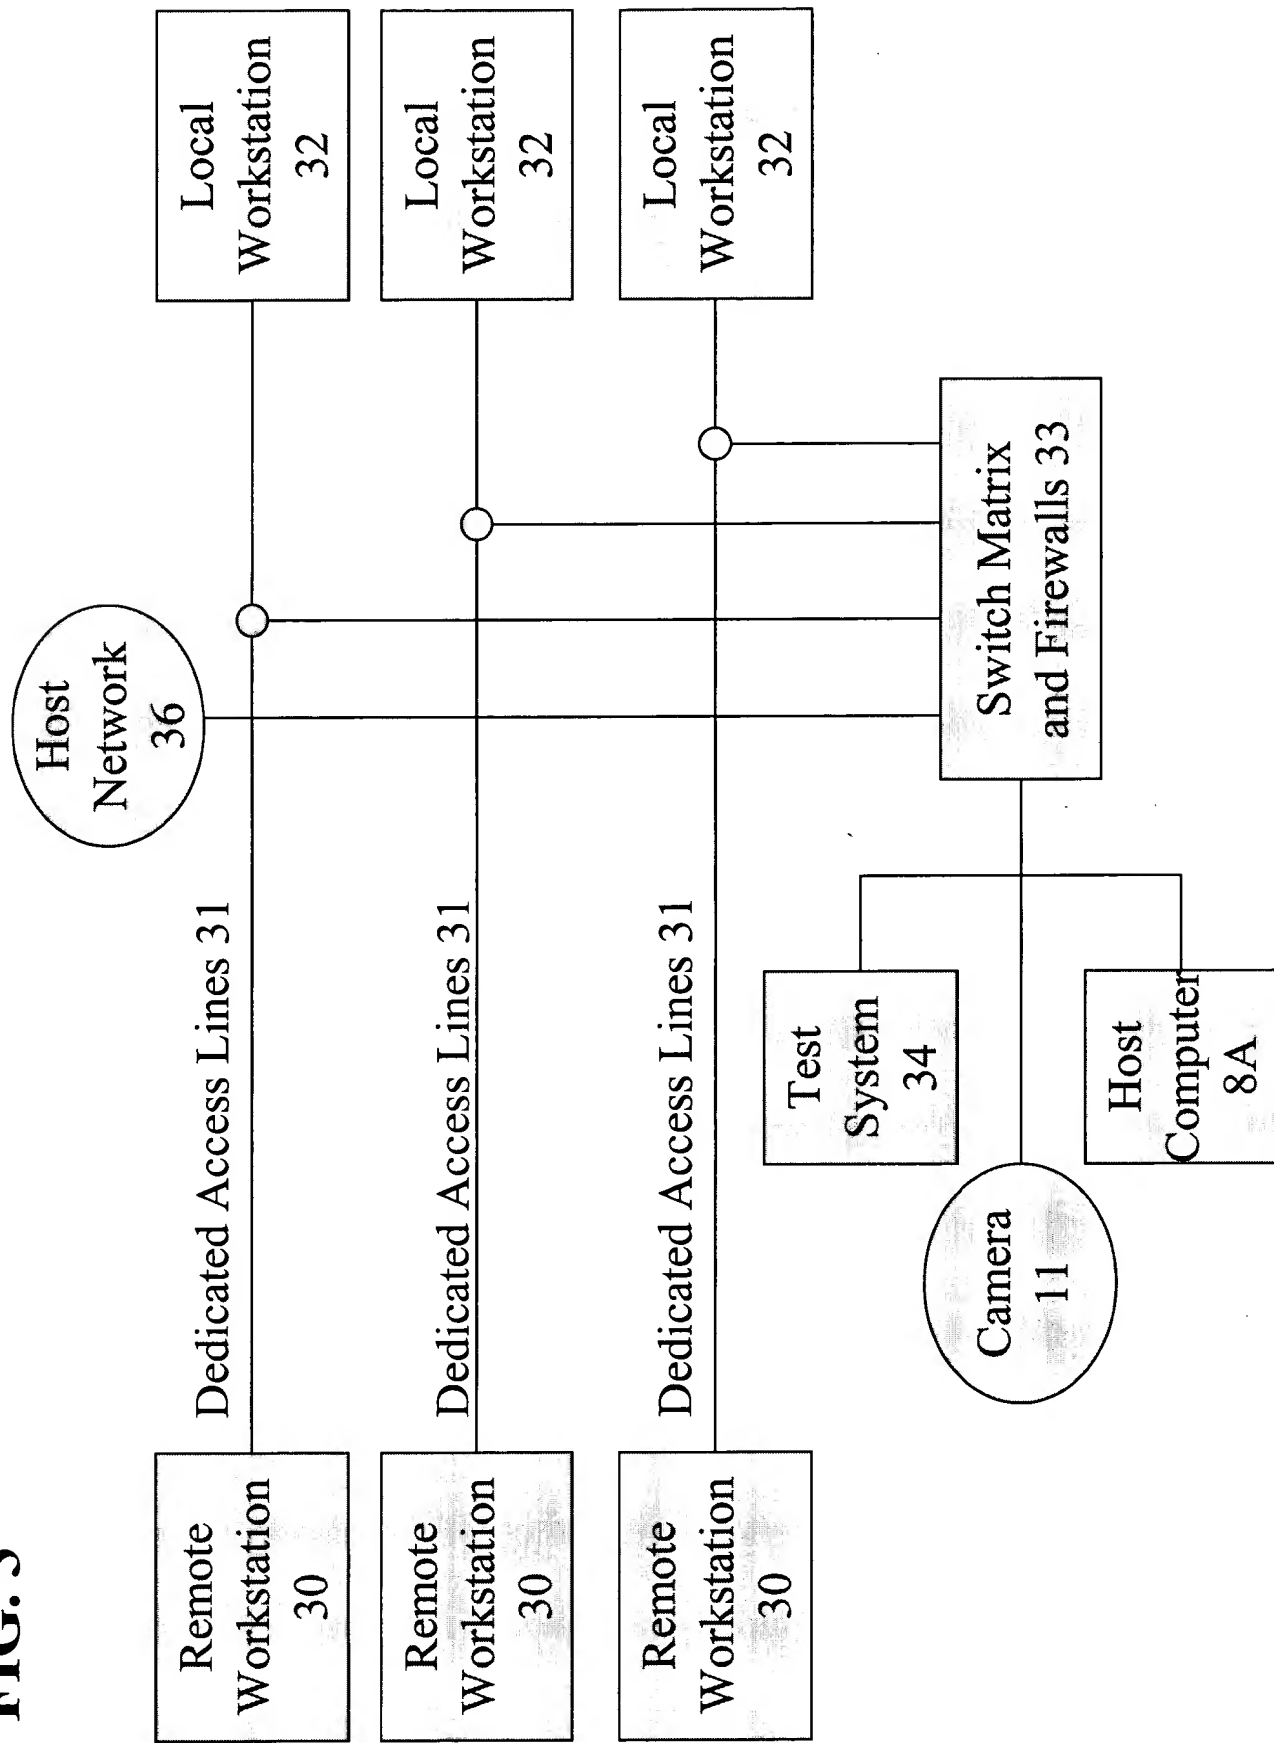 FIG.
Host
Network
36
Remote
Workstation
30
Dedicated Access Lines 31
Local
Workstation
32
Remote
Workstation
30
Dedicated Access Lines 31
Local
Workstation
32
Remote
Workstation
30
Dedicated Access Lines 31
Local
Workstation
32
Test
System
34
Camera
11
Switch Matrix
and Firewalls 33
Host
Computer
8A